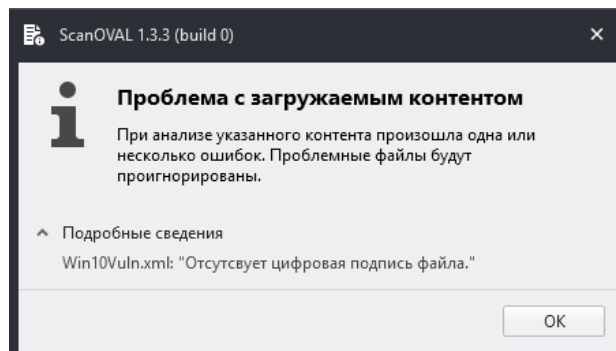 ScanOVAL 1.3.3 (build 0)
Проблема с загружаемым контентом
При анализе указанного контента произошла одна или
несколько ошибок. Проблемные файлы будут
проигнорированы.
Подробные сведения
Win10Vuln.xml: "Отсутсвует цифровая подпись файла."
OK